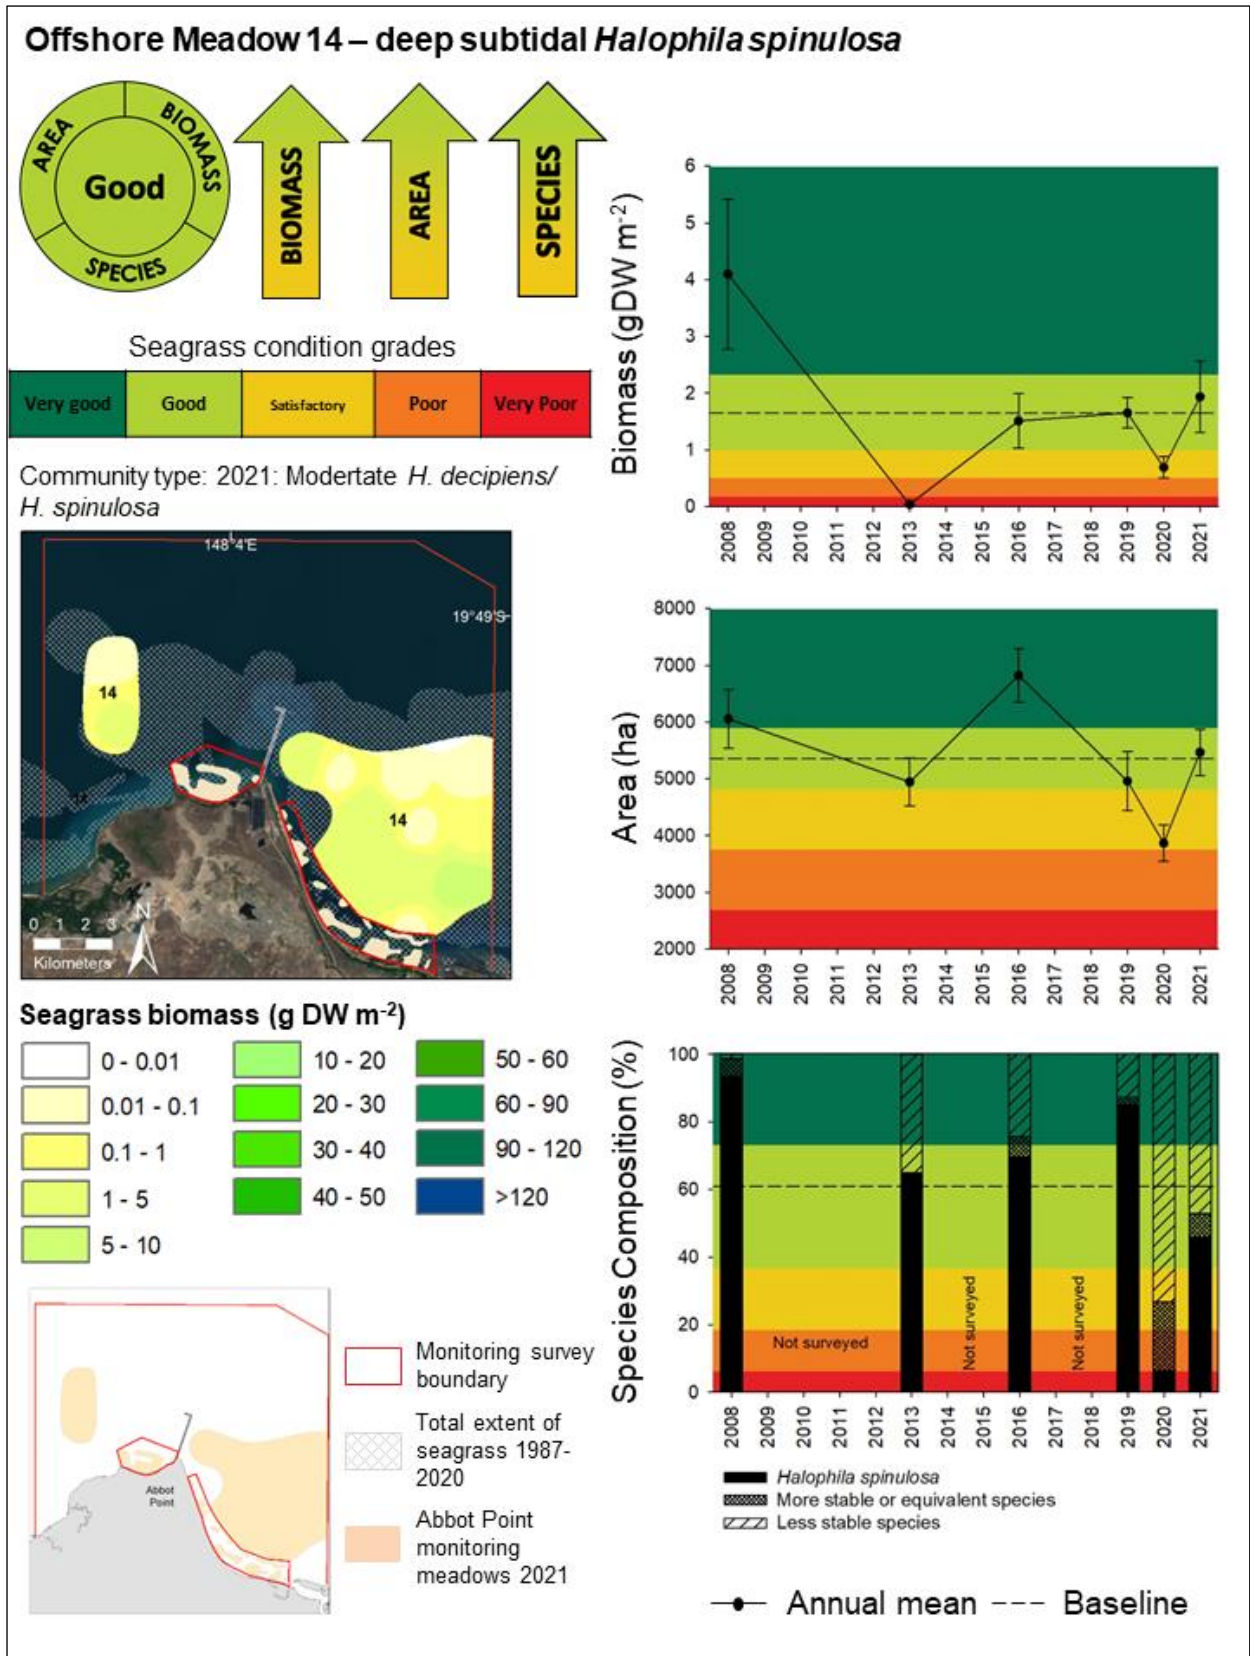 Offshore Meadow 14 – deep subtidal Halophila spinulosa
AREA
BIOMASS
SPECIES
Good
BIOMASS
AREA
SPECIES
Seagrass condition grades
Very good
Good
Satisfactory
Poor
Very Poor
Community type: 2021: Modertate H. decipiens/
H. spinulosa
148°4'E
19°49'S
14
14
0 1 2 3
Kilometers
N
Seagrass biomass (g DW m-2)
0 - 0.01
0.01 - 0.1
0.1 - 1
1 - 5
5 - 10
10 - 20
20 - 30
30 - 40
40 - 50
50 - 60
60 - 90
90 - 120
>120
Abbot
Point
Monitoring survey
boundary
Total extent of
seagrass 1987-
2020
Abbot Point
monitoring
meadows 2021
Biomass (gDW m-2)
6
5
4
3
2
1
0
2008
2009
2010
2011
2012
2013
2014
2015
2016
2017
2018
2019
2020
2021
Area (ha)
8000
7000
6000
5000
4000
3000
2000
2008
2009
2010
2011
2012
2013
2014
2015
2016
2017
2018
2019
2020
2021
Species Composition (%)
100
80
60
40
20
0
Not surveyed
Not surveyed
Not surveyed
2008
2009
2010
2011
2012
2013
2014
2015
2016
2017
2018
2019
2020
2021
Halophila spinulosa
More stable or equivalent species
Less stable species
Annual mean
Baseline